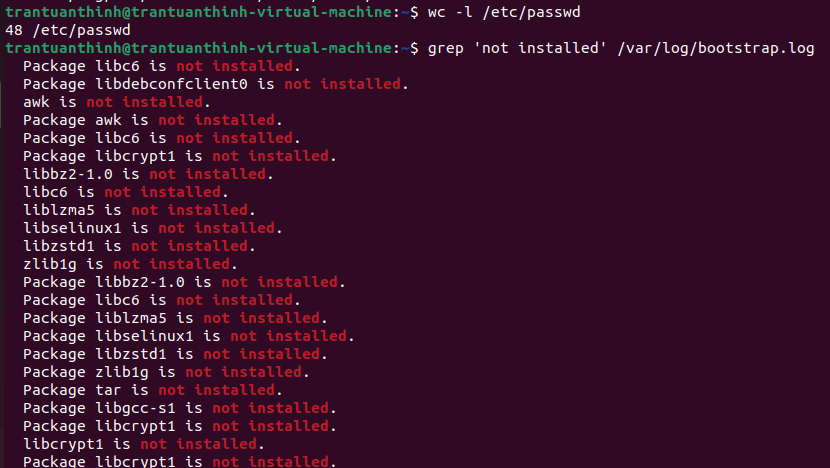 trantuanthinh@trantuanthinh-virtual-machine:~$ wc -l /etc/passwd
48 /etc/passwd
trantuanthinh@trantuanthinh-virtual-machine:~$ grep 'not installed' /var/log/bootstrap.log
  Package libc6 is not installed.
  Package libdebconfclient0 is not installed.
  awk is not installed.
  Package awk is not installed.
  Package libc6 is not installed.
  Package libcrypt1 is not installed.
  libbz2-1.0 is not installed.
  libc6 is not installed.
  liblzma5 is not installed.
  libselinux1 is not installed.
  libzstd1 is not installed.
  zlib1g is not installed.
  Package libbz2-1.0 is not installed.
  Package libc6 is not installed.
  Package liblzma5 is not installed.
  Package libselinux1 is not installed.
  Package libzstd1 is not installed.
  Package zlib1g is not installed.
  Package tar is not installed.
  Package libgcc-s1 is not installed.
  Package libcrypt1 is not installed.
  libcrypt1 is not installed.
  Package libcrypt1 is not installed.